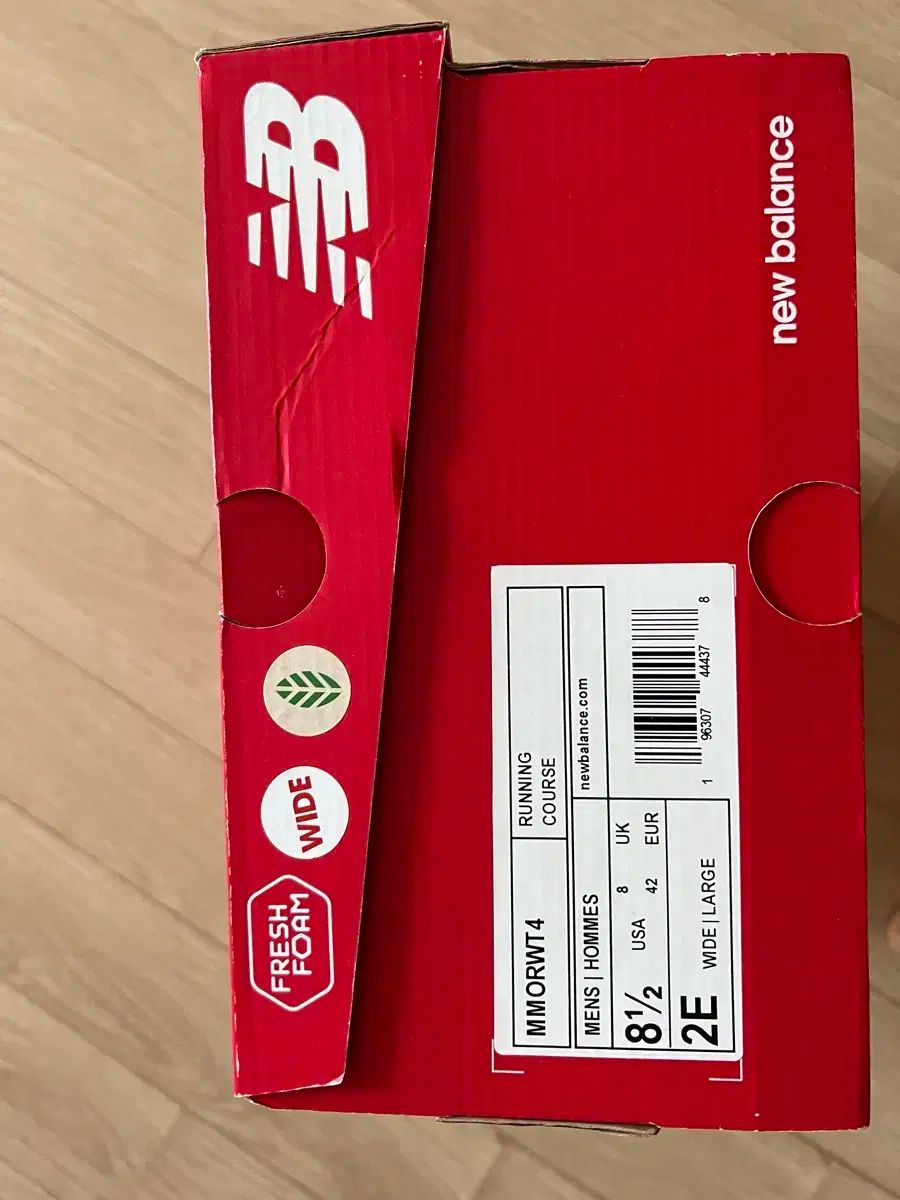 NB
FRESH
FOAM
WIDE
new balance
MMORWT4
RUNNING
COURSE
MENS | HOMMES
newbalance.com
8½ USA 8 UK
42 EUR
2E WIDE | LARGE
1 96307 44437 8